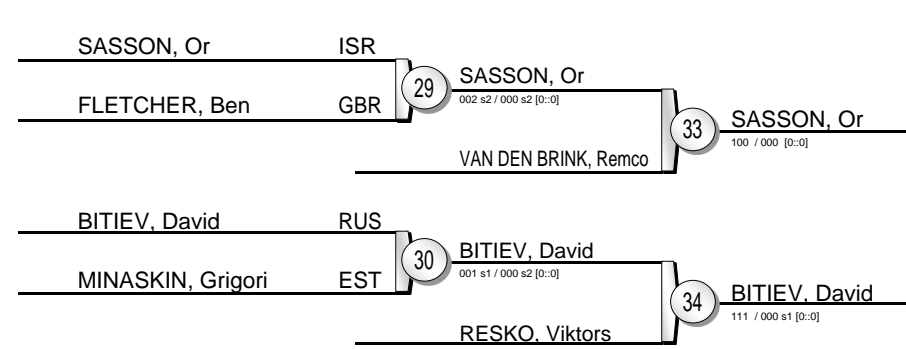 SASSON, Or ISR
FLETCHER, Ben GBR
29
SASSON, Or
002 s2 / 000 s2 [0::0]
VAN DEN BRINK, Remco
33
SASSON, Or
100 / 000 [0::0]
BITIEV, David RUS
MINASKIN, Grigori EST
30
BITIEV, David
001 s1 / 000 s2 [0::0]
RESKO, Viktors
34
BITIEV, David
111 / 000 s1 [0::0]